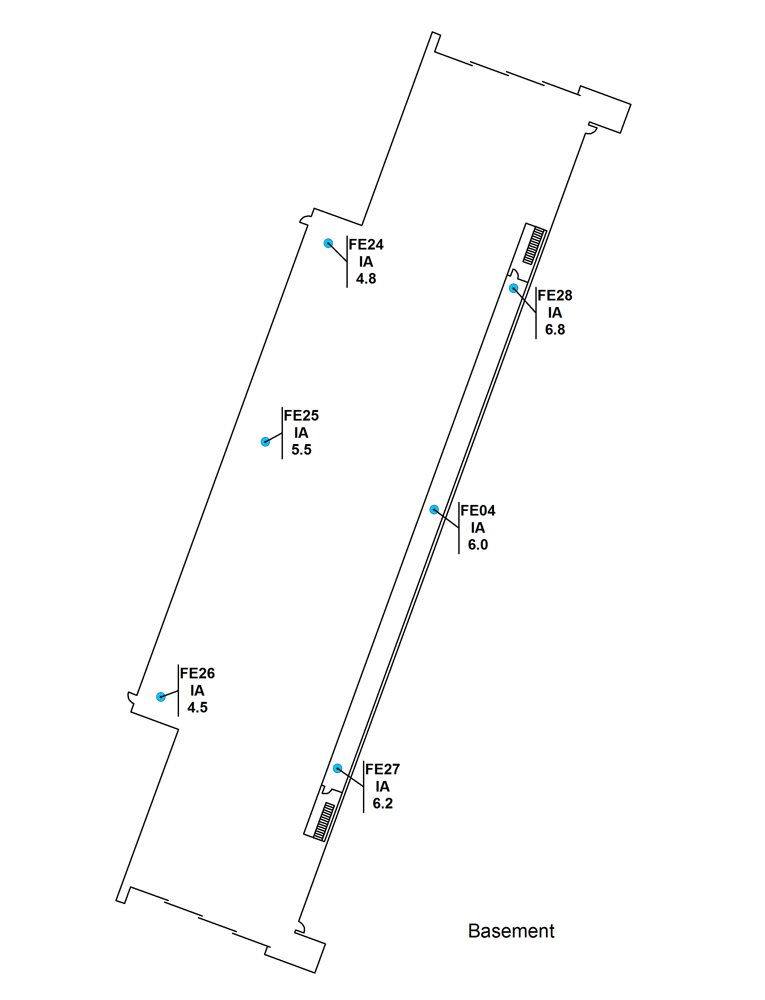 FE24
IA
4.8
FE28
IA
6.8
FE25
IA
5.5
FE04
IA
6.0
FE26
IA
4.5
FE27
IA
6.2
Basement